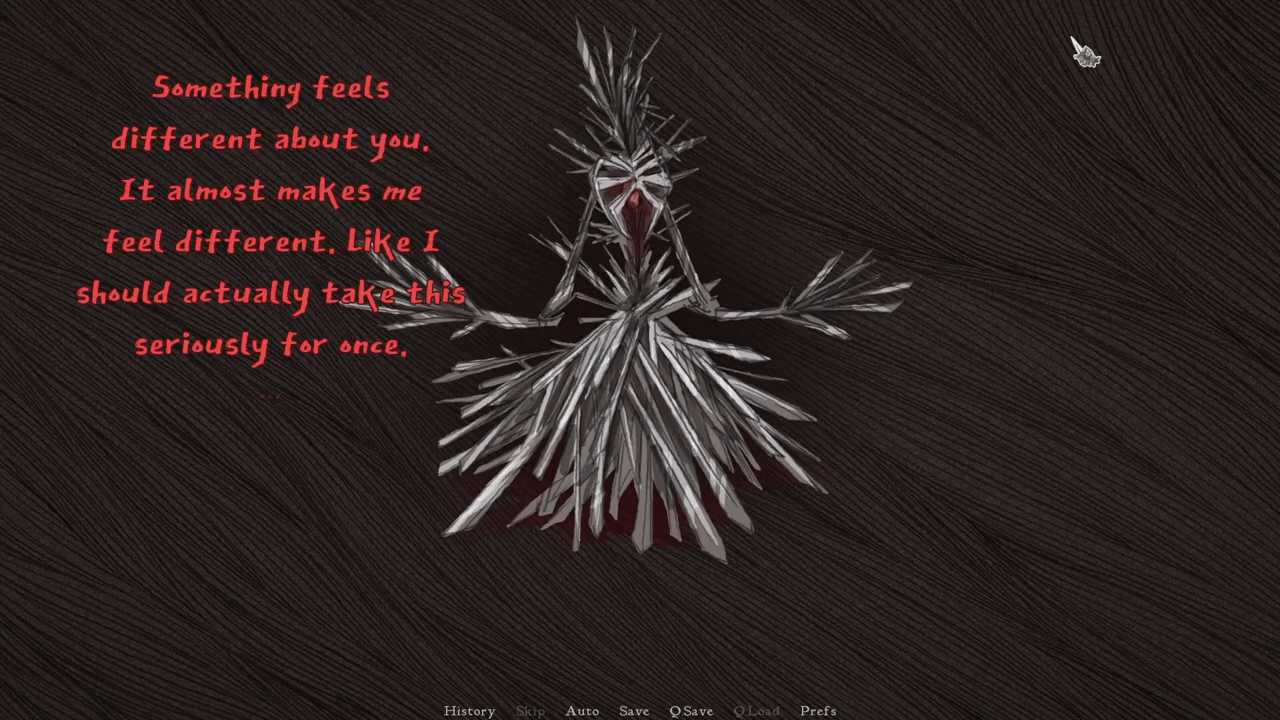 Something feels
different about you.
It almost makes me
feel different. Like I
should actually take this
seriously for once.
...
History Skip Auto Save Q.Save Q.Load Prefs